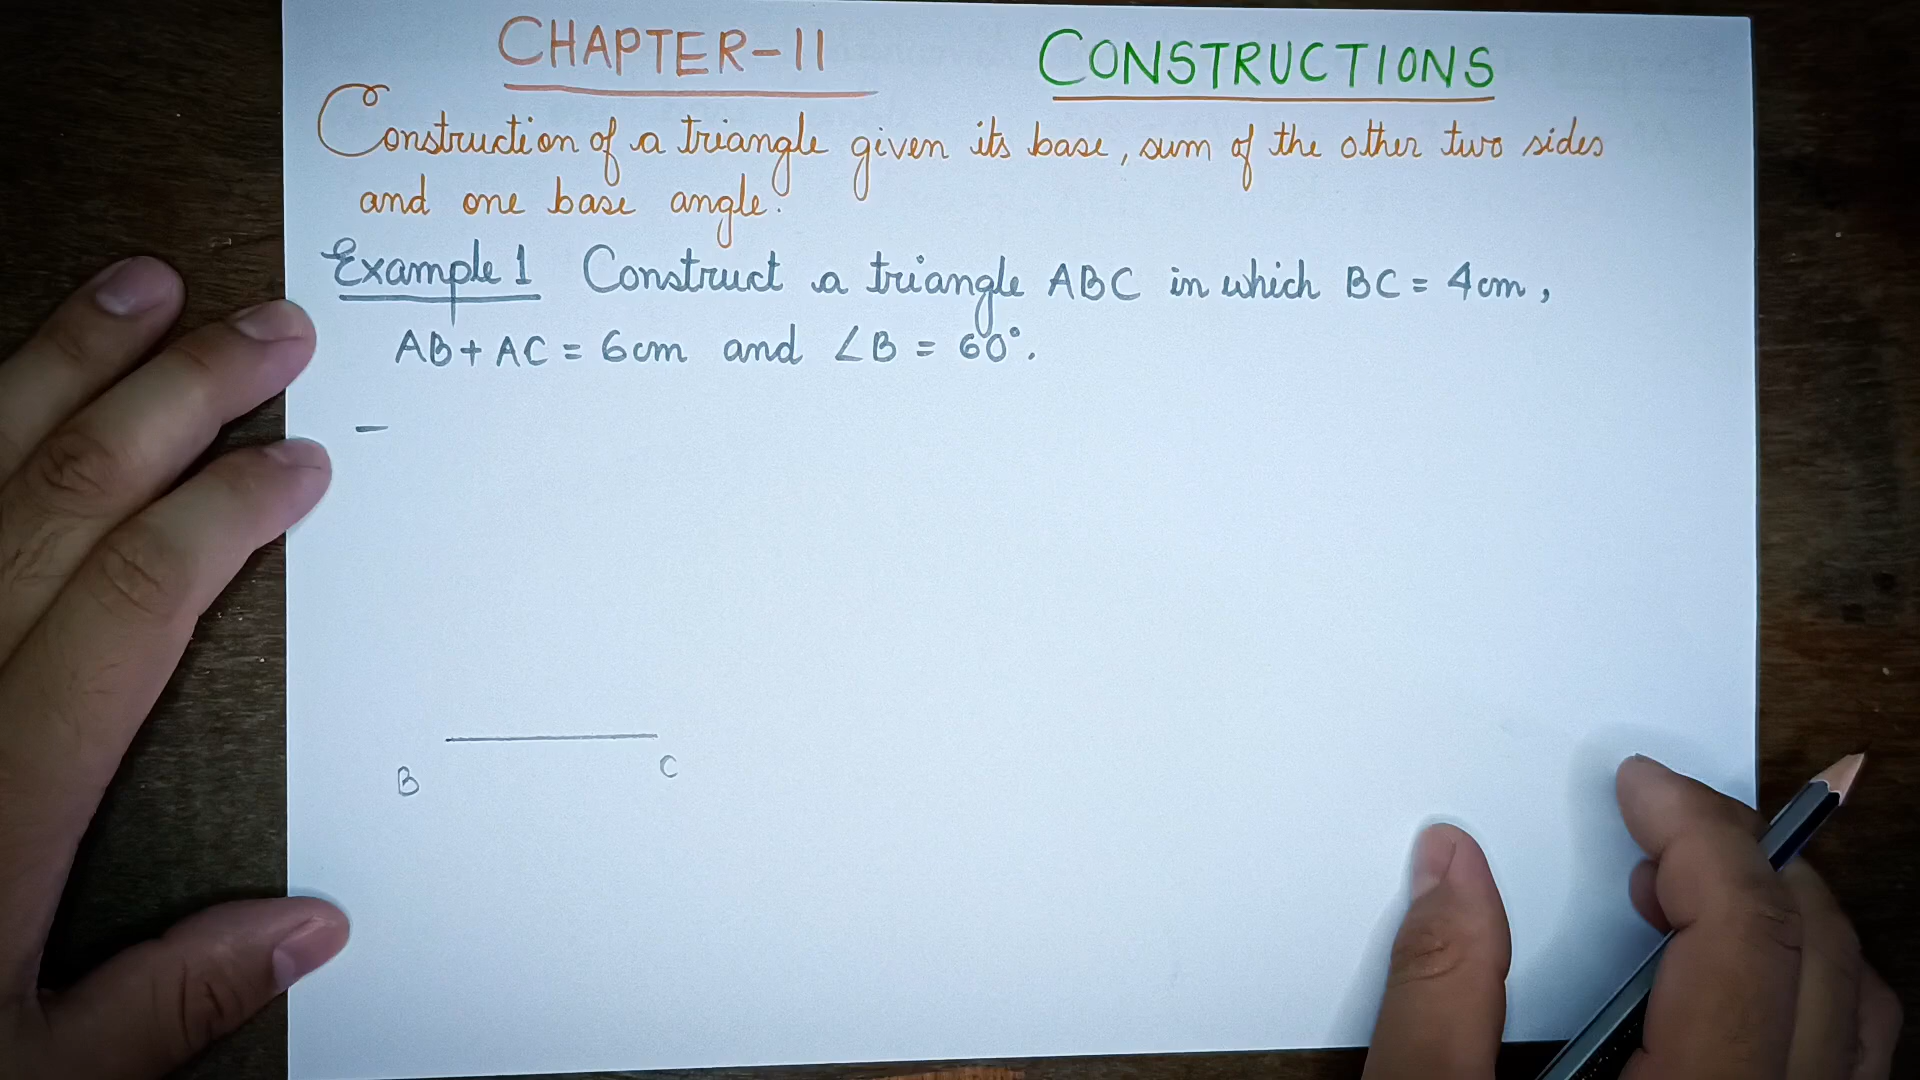 CHAPTER-11 CONSTRUCTIONS
Construction of a triangle given its base, sum of the other two sides
and one base angle.
Example 1 Construct a triangle ABC in which BC = 4cm,
AB+ AC = 6cm and ∠B = 60°.
B C